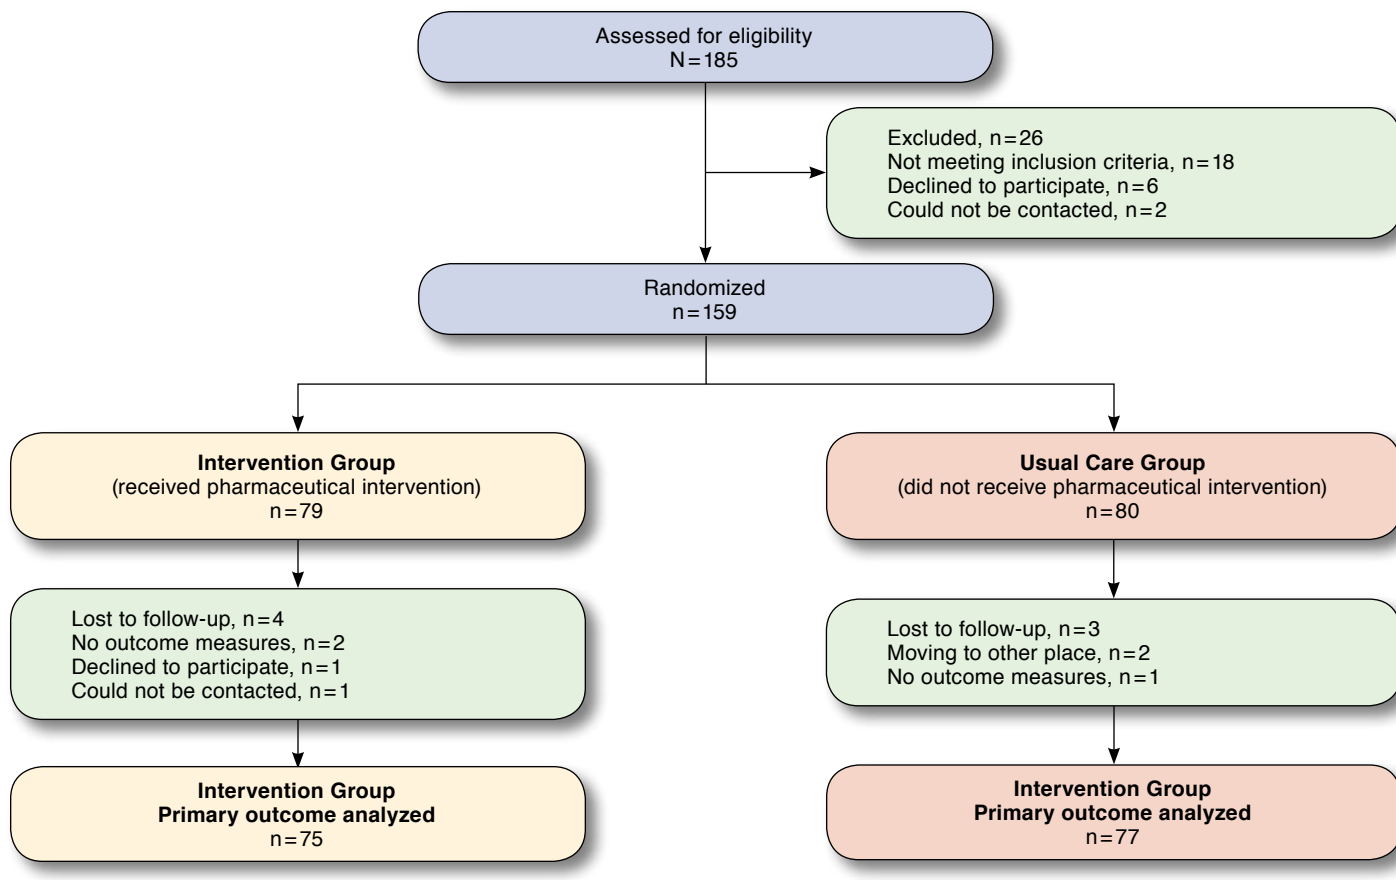 Assessed for eligibility
N=185
Excluded, n=26
Not meeting inclusion criteria, n=18
Declined to participate, n=6
Could not be contacted, n=2
Randomized
n=159
Intervention Group
(received pharmaceutical intervention)
n=79
Usual Care Group
(did not receive pharmaceutical intervention)
n=80
Lost to follow-up, n=4
No outcome measures, n=2
Declined to participate, n=1
Could not be contacted, n=1
Lost to follow-up, n=3
Moving to other place, n=2
No outcome measures, n=1
Intervention Group
Primary outcome analyzed
n=75
Intervention Group
Primary outcome analyzed
n=77